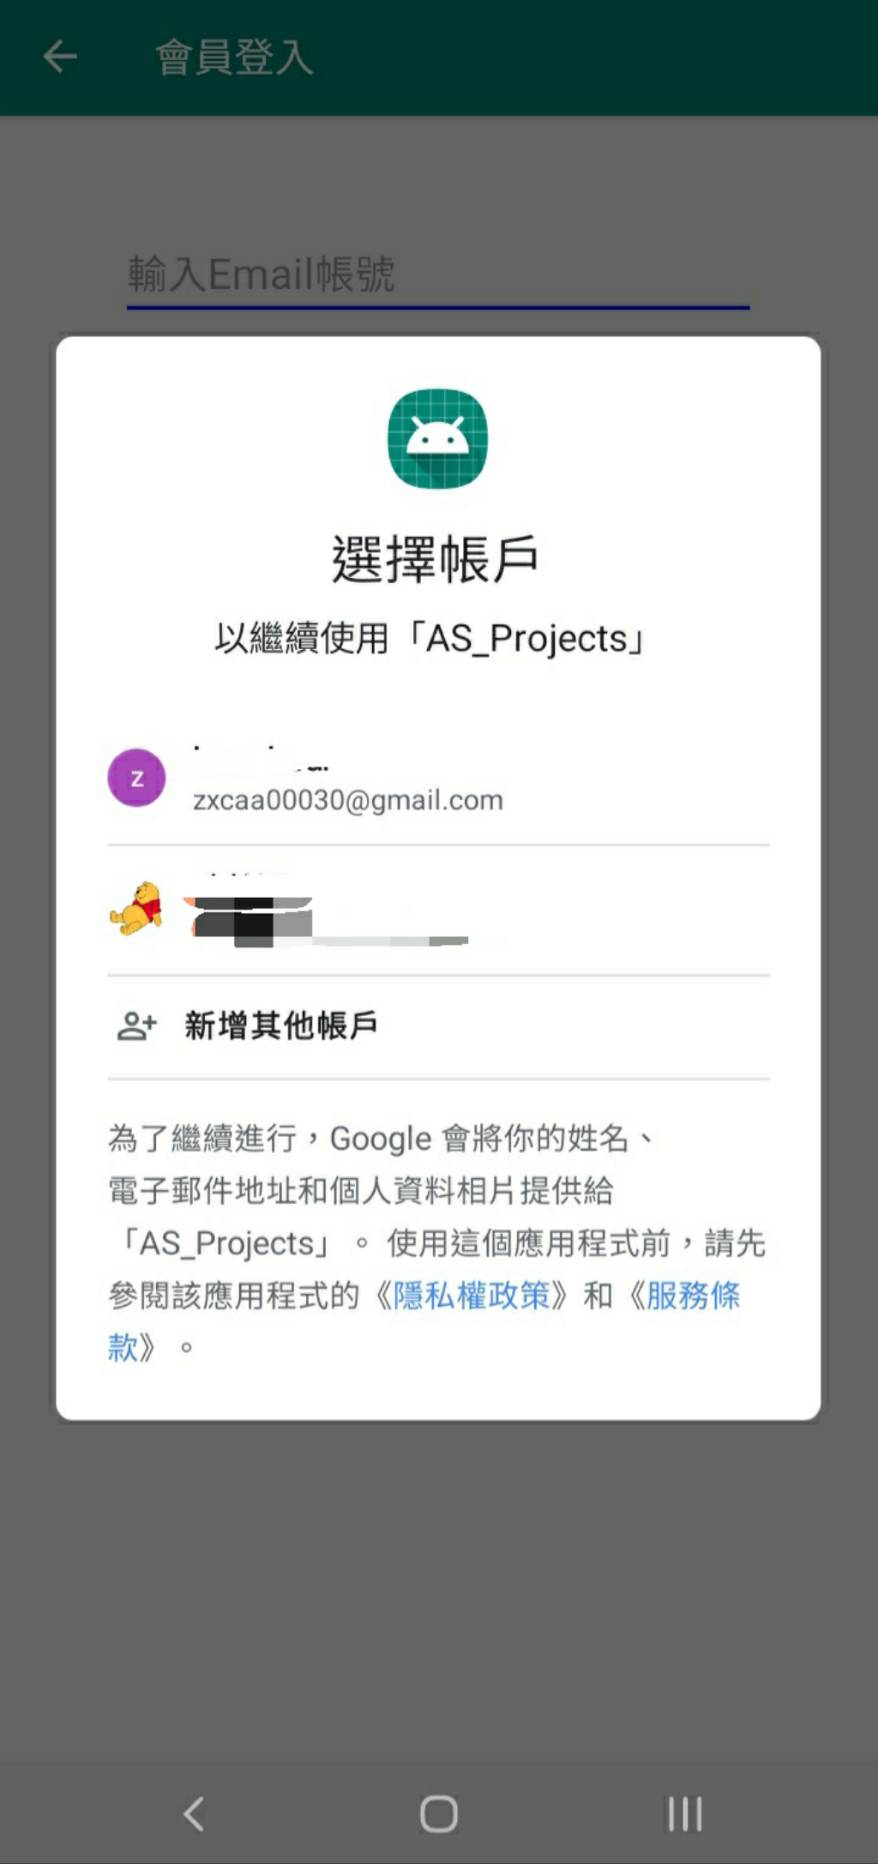 會員登入
輸入Email帳號
選擇帳戶
以繼續使用「AS_Projects」
z
zxcaa00030@gmail.com
新增其他帳戶
為了繼續進行，Google 會將你的姓名、
電子郵件地址和個人資料相片提供給
「AS_Projects」。 使用這個應用程式前，請先
參閱該應用程式的《隱私權政策》和《服務條
款》。